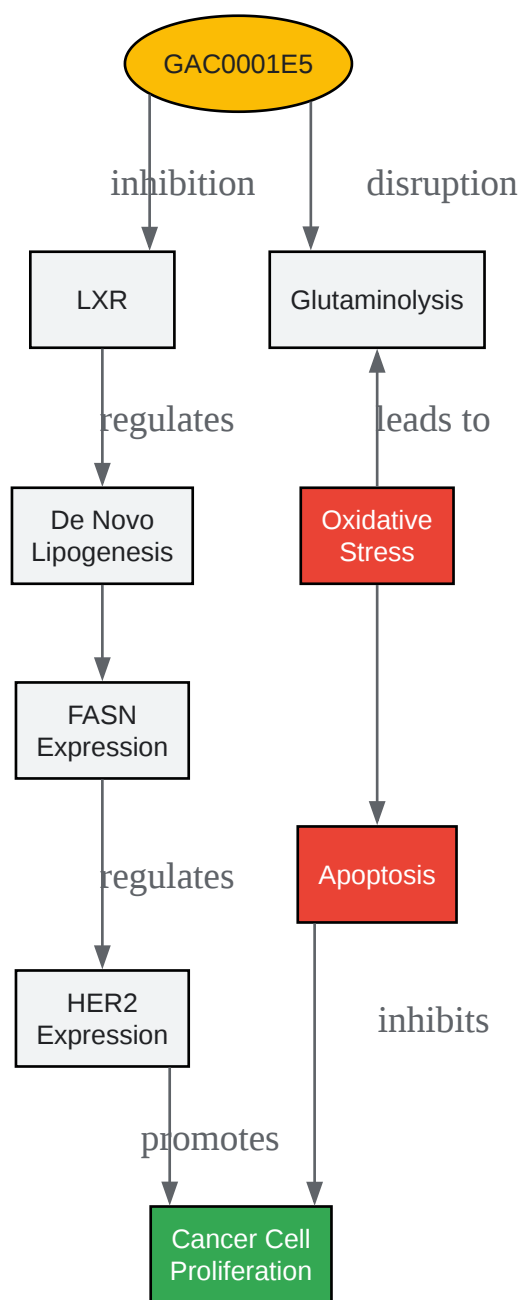 GAC0001E5
inhibition
disruption
LXR
Glutaminolysis
regulates
leads to
De Novo
Lipogenesis
Oxidative
Stress
FASN
Expression
regulates
Apoptosis
HER2
Expression
inhibits
promotes
Cancer Cell
Proliferation